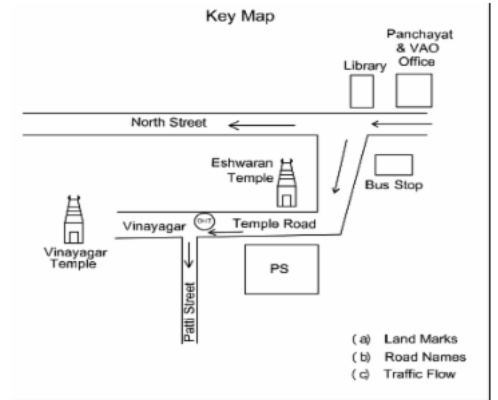 Key Map
Panchayat
& VAO
Office
Library
North Street
Eshwaran
Temple
Bus Stop
Vinayagar
OHT
Temple Road
Vinayagar
Temple
PS
Patti Street
(a) Land Marks
(b) Road Names
(c) Traffic Flow